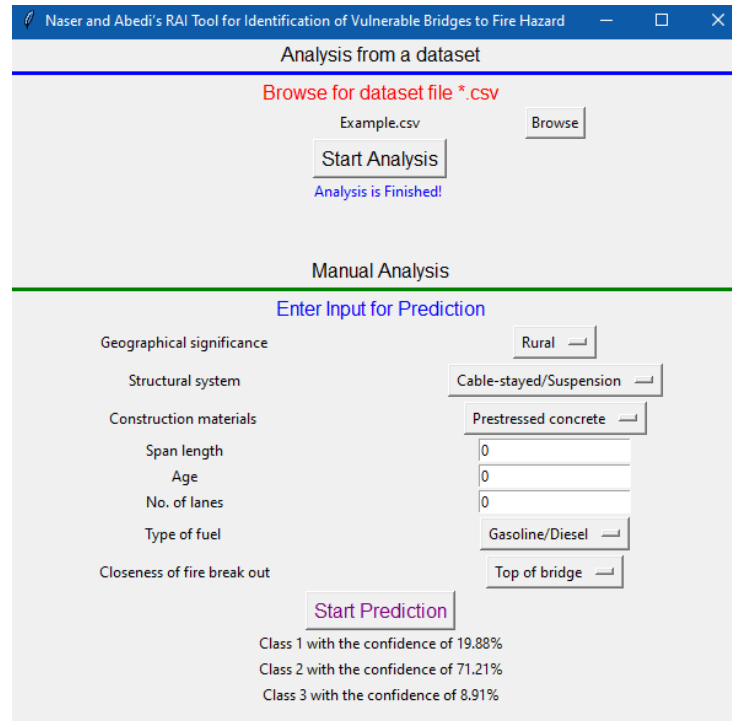 Naser and Abedi's RAI Tool for Identification of Vulnerable Bridges to Fire Hazard
Analysis from a dataset
Browse for dataset file *.csv
Example.csv Browse
Start Analysis
Analysis is Finished!
Manual Analysis
Enter Input for Prediction
Geographical significance Rural
Structural system Cable-stayed/Suspension
Construction materials Prestressed concrete
Span length 0
Age 0
No. of lanes 0
Type of fuel Gasoline/Diesel
Closeness of fire break out Top of bridge
Start Prediction
Class 1 with the confidence of 19.88%
Class 2 with the confidence of 71.21%
Class 3 with the confidence of 8.91%